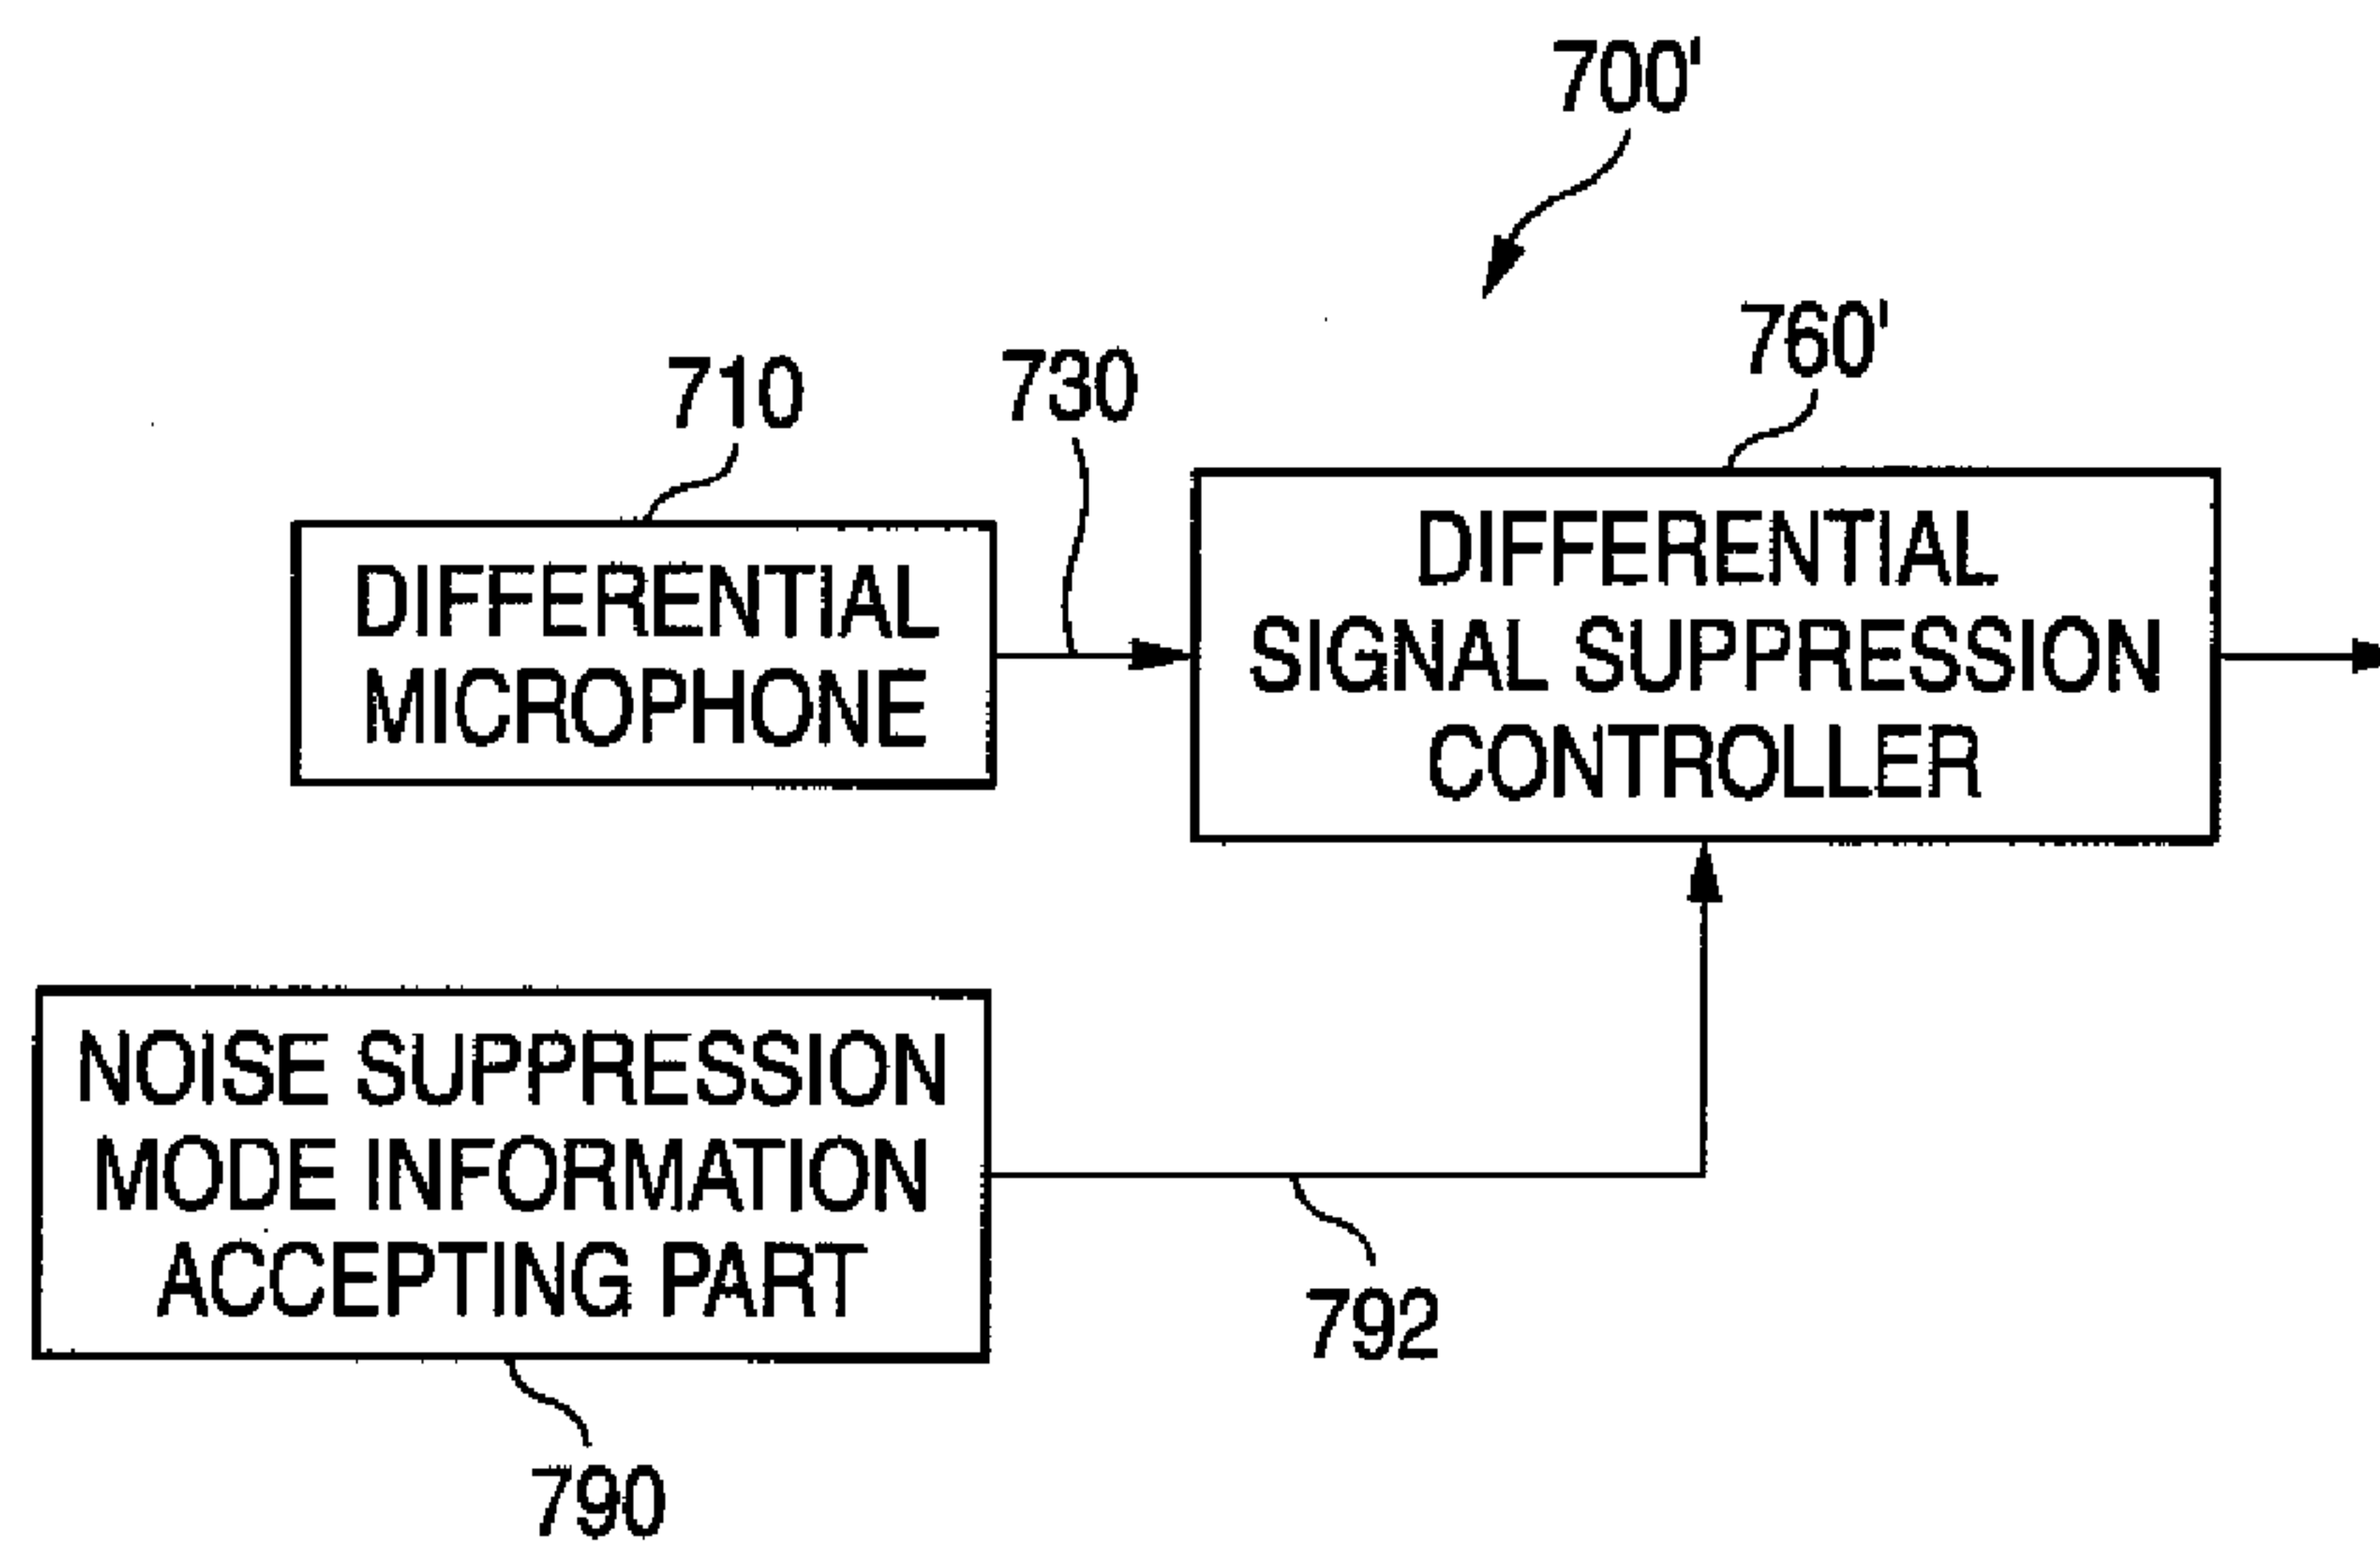 700'
760'
710
730
DIFFERENTIAL
MICROPHONE
DIFFERENTIAL
SIGNAL SUPPRESSION
CONTROLLER
NOISE SUPPRESSION
MODE INFORMATION
ACCEPTING PART
792
790